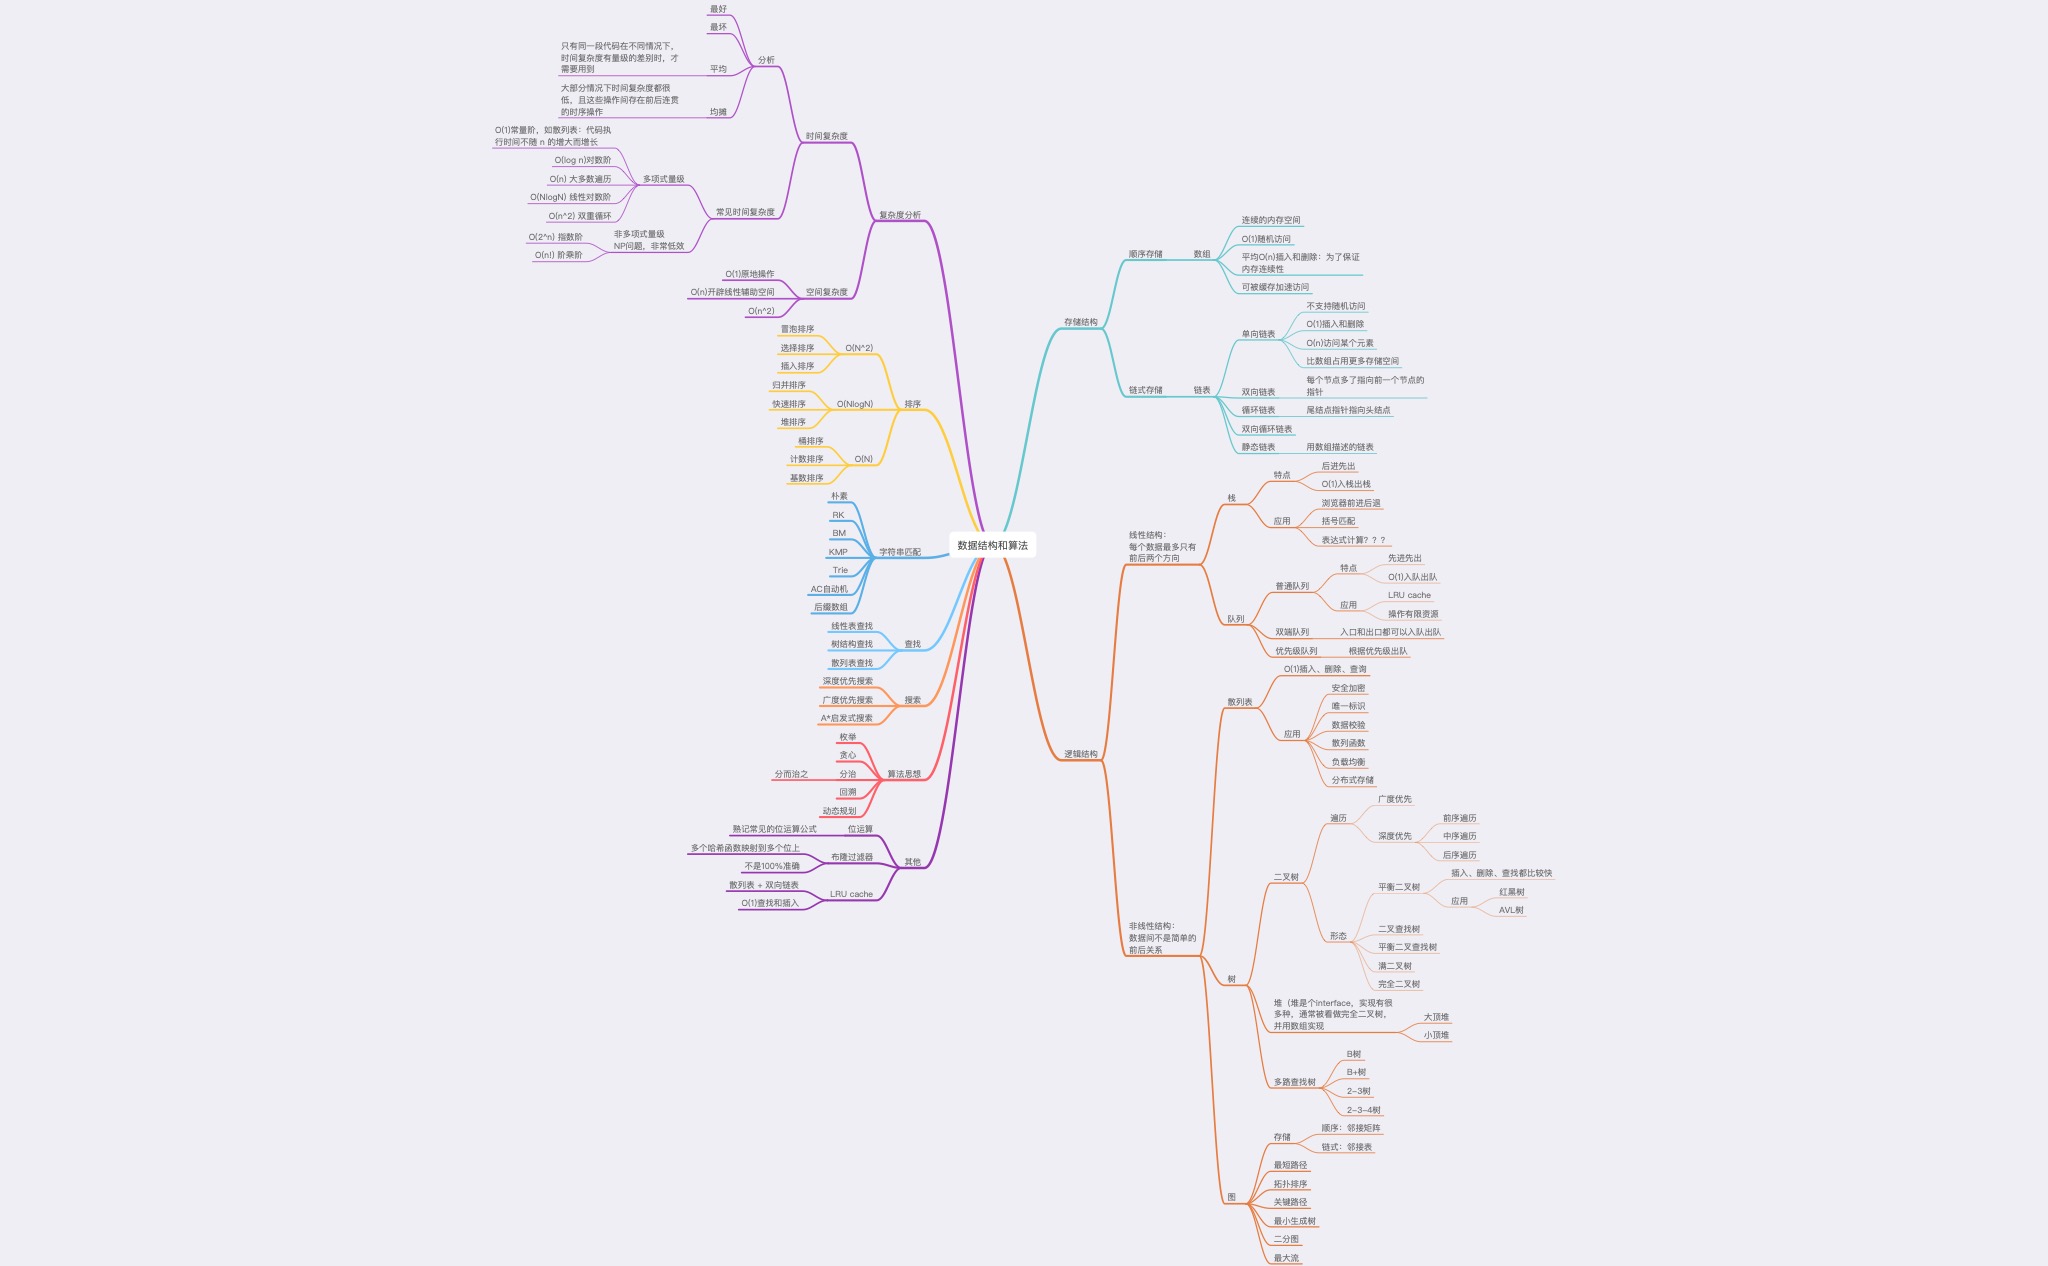 数据结构和算法
复杂度分析
时间复杂度
分析
最好
最坏
平均
只有同一段代码在不同情况下，
时间复杂度有量级的差别时，才
需要用到
均摊
大部分情况下时间复杂度都很
低，且这些操作间存在前后连贯
的时序操作
常见时间复杂度
多项式量级
O(1)常量阶，如散列表：代码执
行时间不随 n 的增大而增长
O(log n)对数阶
O(n) 大多数遍历
O(NlogN) 线性对数阶
O(n^2) 双重循环
非多项式量级
NP问题，非常低效
O(2^n) 指数阶
O(n!) 阶乘阶
空间复杂度
O(1)原地操作
O(n)开辟线性辅助空间
O(n^2)
排序
O(N^2)
冒泡排序
选择排序
插入排序
O(NlogN)
归并排序
快速排序
堆排序
O(N)
桶排序
计数排序
基数排序
字符串匹配
朴素
RK
BM
KMP
Trie
AC自动机
后缀数组
查找
线性表查找
树结构查找
散列表查找
搜索
深度优先搜索
广度优先搜索
A*启发式搜索
算法思想
枚举
贪心
分治
分而治之
回溯
动态规划
其他
位运算
熟记常见的位运算公式
布隆过滤器
多个哈希函数映射到多个位上
不是100%准确
LRU cache
散列表 + 双向链表
O(1)查找和插入
存储结构
顺序存储
数组
连续的内存空间
O(1)随机访问
平均O(n)插入和删除：为了保证
内存连续性
可被缓存加速访问
链式存储
链表
单向链表
不支持随机访问
O(1)插入和删除
O(n)访问某个元素
比数组占用更多存储空间
双向链表
每个节点多了指向前一个节点的
指针
循环链表
尾结点指针指向头结点
双向循环链表
静态链表
用数组描述的链表
逻辑结构
线性结构：
每个数据最多只有
前后两个方向
栈
特点
后进先出
O(1)入栈出栈
应用
浏览器前进后退
括号匹配
表达式计算？？？
队列
普通队列
特点
先进先出
O(1)入队出队
应用
LRU cache
操作有限资源
双端队列
入口和出口都可以入队出队
优先级队列
根据优先级出队
非线性结构：
数据间不是简单的
前后关系
散列表
O(1)插入、删除、查询
应用
安全加密
唯一标识
数据校验
散列函数
负载均衡
分布式存储
树
二叉树
遍历
广度优先
深度优先
前序遍历
中序遍历
后序遍历
形态
平衡二叉树
插入、删除、查找都比较快
应用
红黑树
AVL树
二叉查找树
平衡二叉查找树
满二叉树
完全二叉树
堆（堆是个interface，实现有很
多种，通常被看做完全二叉树，
并用数组实现
大顶堆
小顶堆
多路查找树
B树
B+树
2-3树
2-3-4树
图
存储
顺序：邻接矩阵
链式：邻接表
最短路径
拓扑排序
关键路径
最小生成树
二分图
最大流